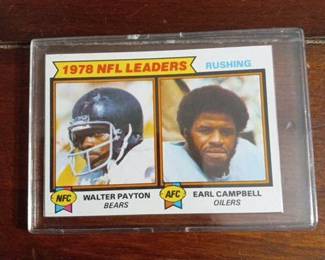 1978 NFL LEADERS RUSHING
NFC WALTER PAYTON AFC EARL CAMPBELL
BEARS OILERS